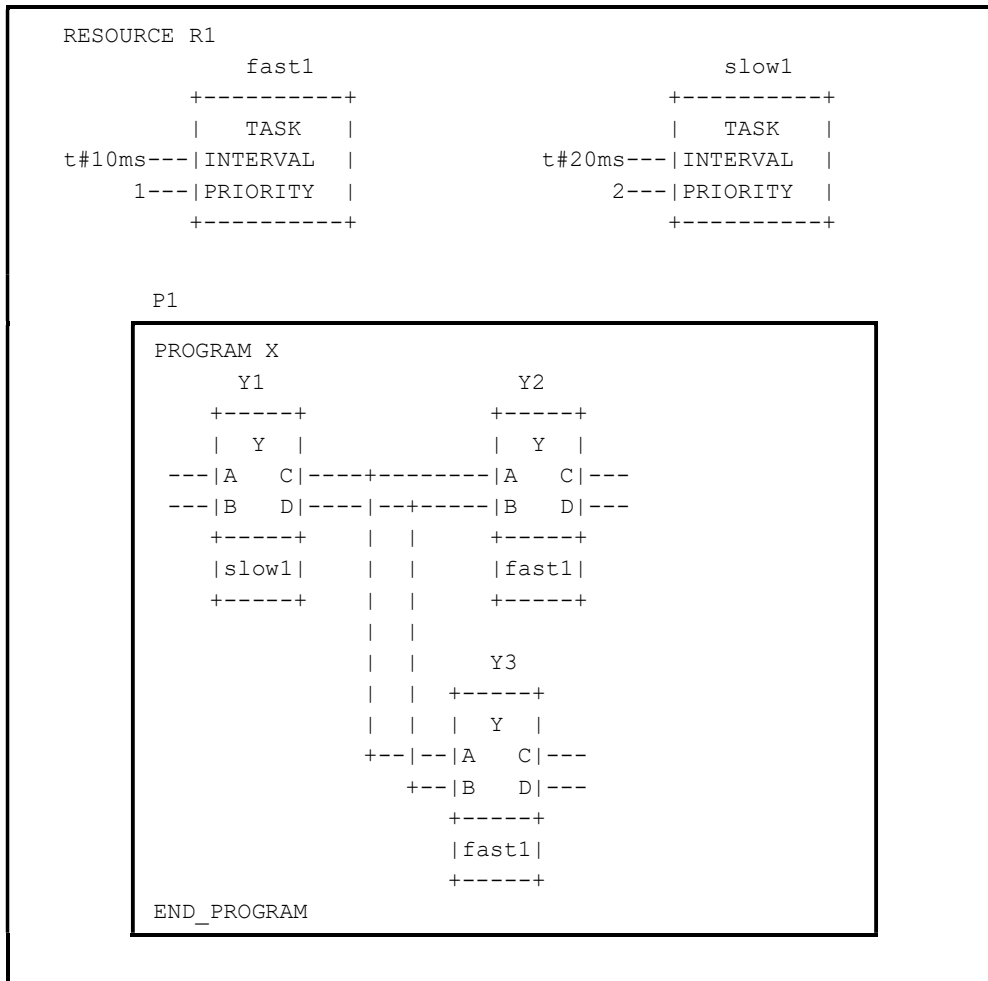 RESOURCE R1
fast1 slow1
+----------+ +----------+
| TASK | | TASK |
t#10ms---|INTERVAL | t#20ms---|INTERVAL |
1---|PRIORITY | 2---|PRIORITY |
+----------+ +----------+
P1
PROGRAM X
Y1 Y2
+-----+ +-----+
| Y | | Y |
---|A C|----+--------|A C|---
---|B D|----|--+-----|B D|---
+-----+ | | +-----+
|slow1| | | |fast1|
+-----+ | | +-----+
| |
| | Y3
| | +-----+
| | | Y |
+--|--|A C|---
+--|B D|---
+-----+
|fast1|
+-----+
END_PROGRAM